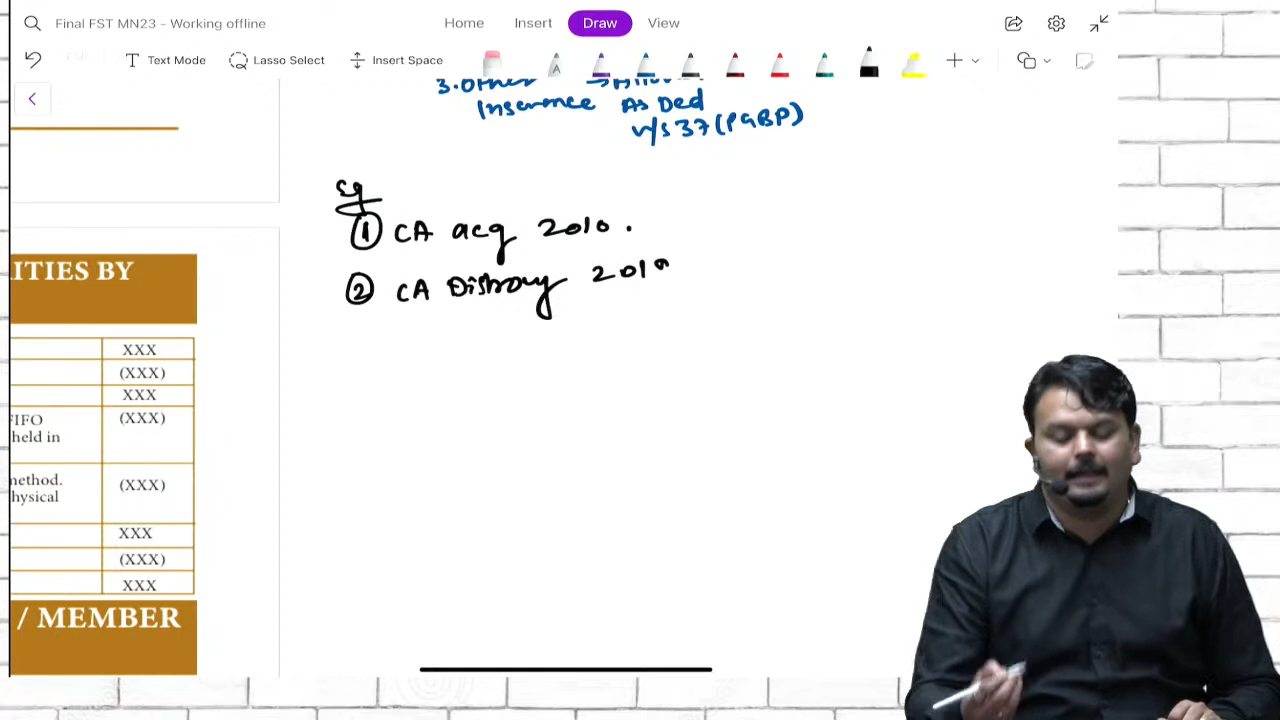 Final FST MN23 - Working offline
Home Insert Draw View
Text Mode Lasso Select Insert Space
3. Other
Insurance As Ded
u/s 37 (PGBP)
Eg
① CA acq 2010.
② CA Distroy 2019
ITIES BY
XXX
(XXX)
XXX
FIFO (XXX)
held in
method. (XXX)
hysical
XXX
(XXX)
XXX
/ MEMBER